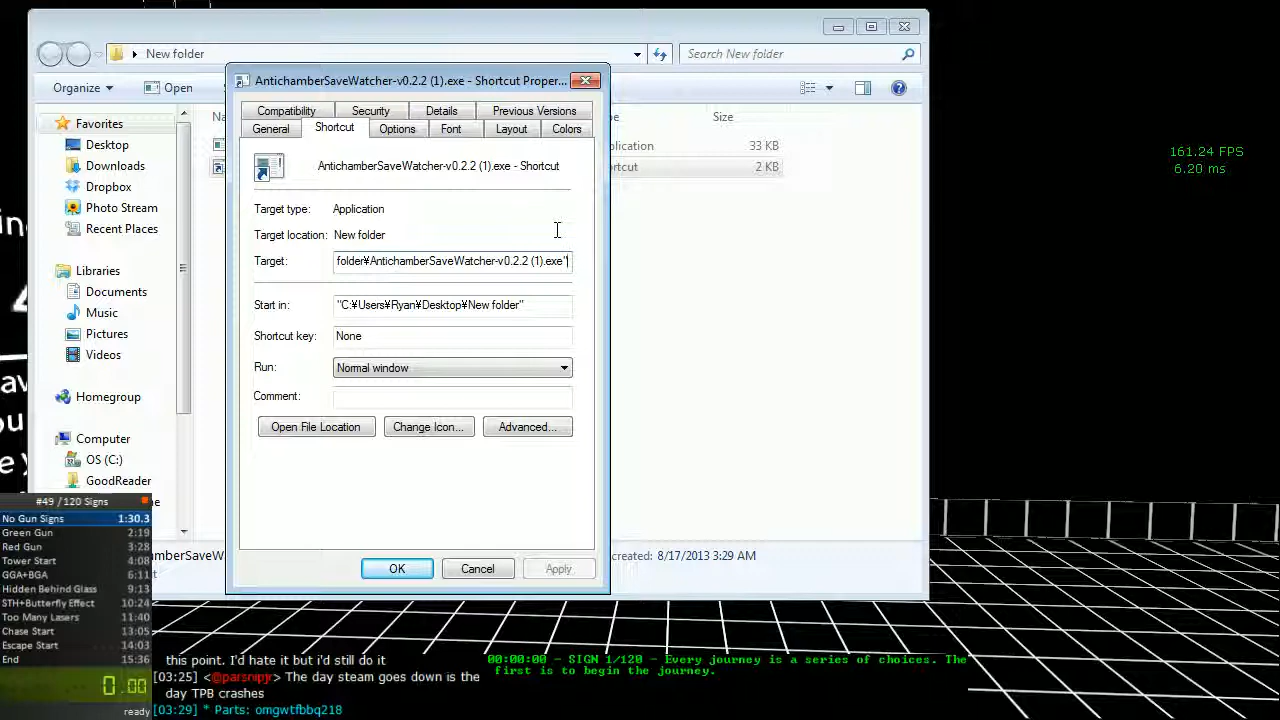 New folder
Search New folder
Organize
Open
AntichamberSaveWatcher-v0.2.2 (1).exe - Shortcut Proper...
Compatibility Security Details Previous Versions
General Shortcut Options Font Layout Colors
Size
33 KB
2 KB
161.24 FPS
6.20 ms
Favorites
Desktop
Downloads
Dropbox
Photo Stream
Recent Places
Libraries
Documents
Music
Pictures
Videos
Homegroup
Computer
OS (C:)
GoodReader
AntichamberSaveWatcher-v0.2.2 (1).exe - Shortcut
Target type: Application
Target location: New folder
Target: folder¥AntichamberSaveWatcher-v0.2.2 (1).exe"
Start in: "C:¥Users¥Ryan¥Desktop¥New folder"
Shortcut key: None
Run: Normal window
Comment:
Open File Location Change Icon... Advanced...
OK Cancel Apply
created: 8/17/2013 3:29 AM
#49 /120 Signs
No Gun Signs 1:30.3
Green Gun 2:19
Red Gun 3:28
Tower Start 4:08
GGA+BGA 6:11
Hidden Behind Glass 9:13
STH+Butterfly Effect 10:24
Too Many Lasers 11:40
Chase Start 13:05
Escape Start 14:03
End 15:36
0.00
ready
this point. I'd hate it but i'd still do it
[03:25] <@parsnipjr> The day steam goes down is the
day TPB crashes
[03:29] * Parts: omgwtfbbq218
00:00:00 - SIGN 1/120 - Every journey is a series of choices. The
first is to begin the journey.